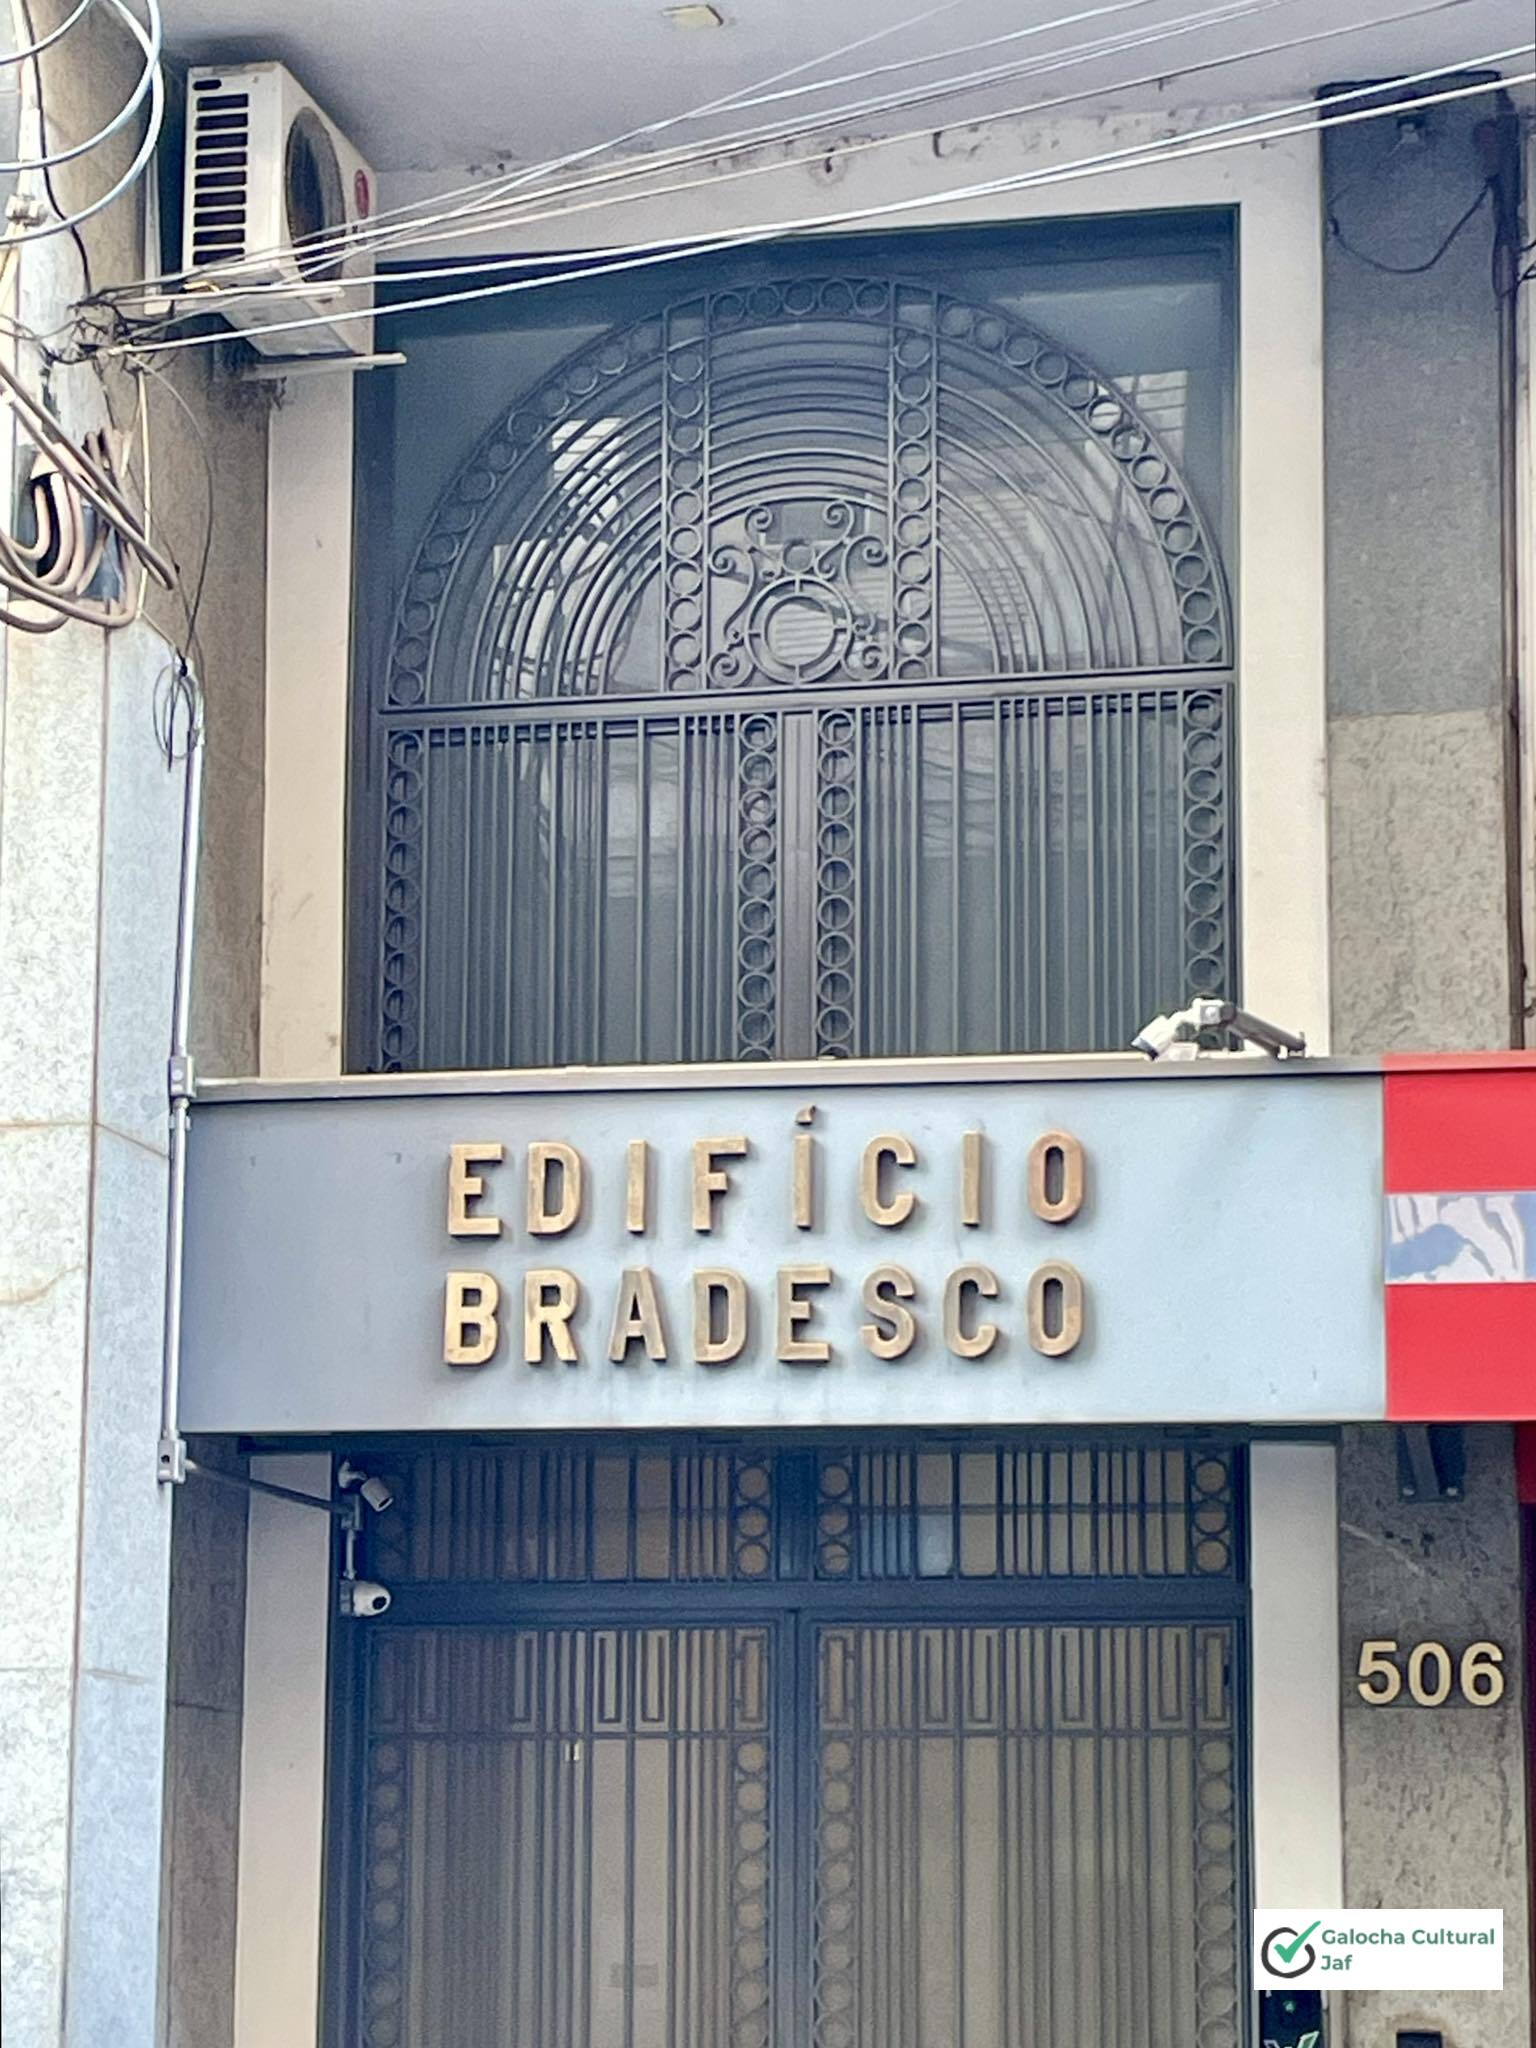 EDIFÍCIO
BRADESCO
506
Galocha Cultural
Jaf